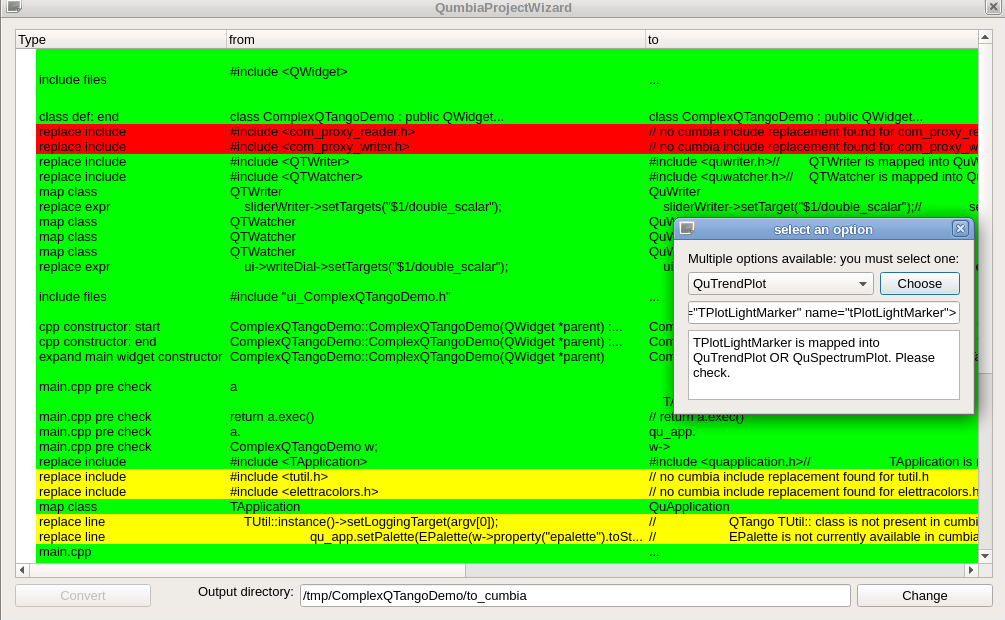 QumbiaProjectWizard
Type from to
include files #include <QWidget> ...
class def: end class ComplexQTangoDemo : public QWidget... class ComplexQTangoDemo : public QWidget...
replace include #include <com_proxy_reader.h> // no cumbia include replacement found for com_proxy_re
replace include #include <com_proxy_writer.h> // no cumbia include replacement found for com_proxy_w
replace include #include <QTWriter> #include <quwriter.h>// QTWriter is mapped into QuW
replace include #include <QTWatcher> #include <quwatcher.h>// QTWatcher is mapped into Qu
map class QTWriter QuWriter
replace expr sliderWriter->setTargets("$1/double_scalar"); sliderWriter->setTarget("$1/double_scalar");// se
map class QTWatcher QuW
map class QTWatcher QuW
map class QTWatcher QuW
replace expr ui->writeDial->setTargets("$1/double_scalar"); ui
include files #include "ui_ComplexQTangoDemo.h" ...
cpp constructor: start ComplexQTangoDemo::ComplexQTangoDemo(QWidget *parent) :... Com
cpp constructor: end ComplexQTangoDemo::ComplexQTangoDemo(QWidget *parent) :... Com
expand main widget constructor ComplexQTangoDemo::ComplexQTangoDemo(QWidget *parent) Com
main.cpp pre check a
main.cpp pre check return a.exec() // return a.exec()
main.cpp pre check a. qu_app.
main.cpp pre check ComplexQTangoDemo w; w->
replace include #include <TApplication> #include <quapplication.h>// TApplication is
replace include #include <tutil.h> // no cumbia include replacement found for tutil.h
replace include #include <elettracolors.h> // no cumbia include replacement found for elettracolors.h
map class TApplication QuApplication
replace line TUtil::instance()->setLoggingTarget(argv[0]); // QTango TUtil:: class is not present in cumbi
replace line qu_app.setPalette(EPalette(w->property("epalette").toSt... // EPalette is not currently available in cumbia
main.cpp ...
select an option
Multiple options available: you must select one:
QuTrendPlot Choose
="TPlotLightMarker" name="tPlotLightMarker">
TPlotLightMarker is mapped into
QuTrendPlot OR QuSpectrumPlot. Please
check.
Convert Output directory: /tmp/ComplexQTangoDemo/to_cumbia Change